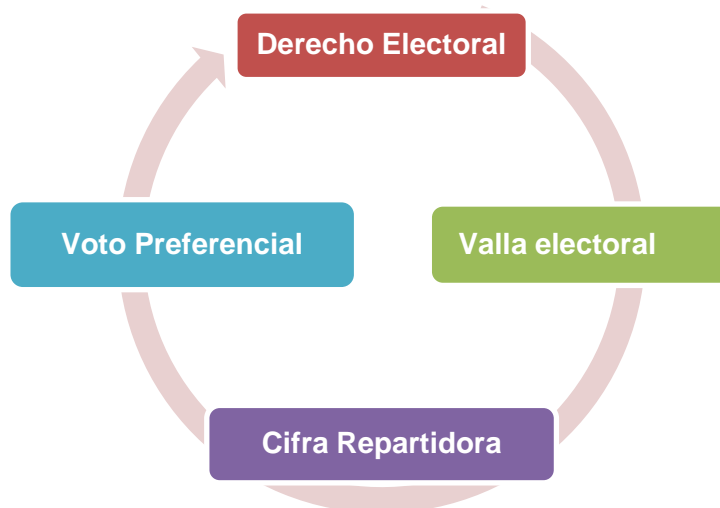 Derecho Electoral
Voto Preferencial
Valla electoral
Cifra Repartidora